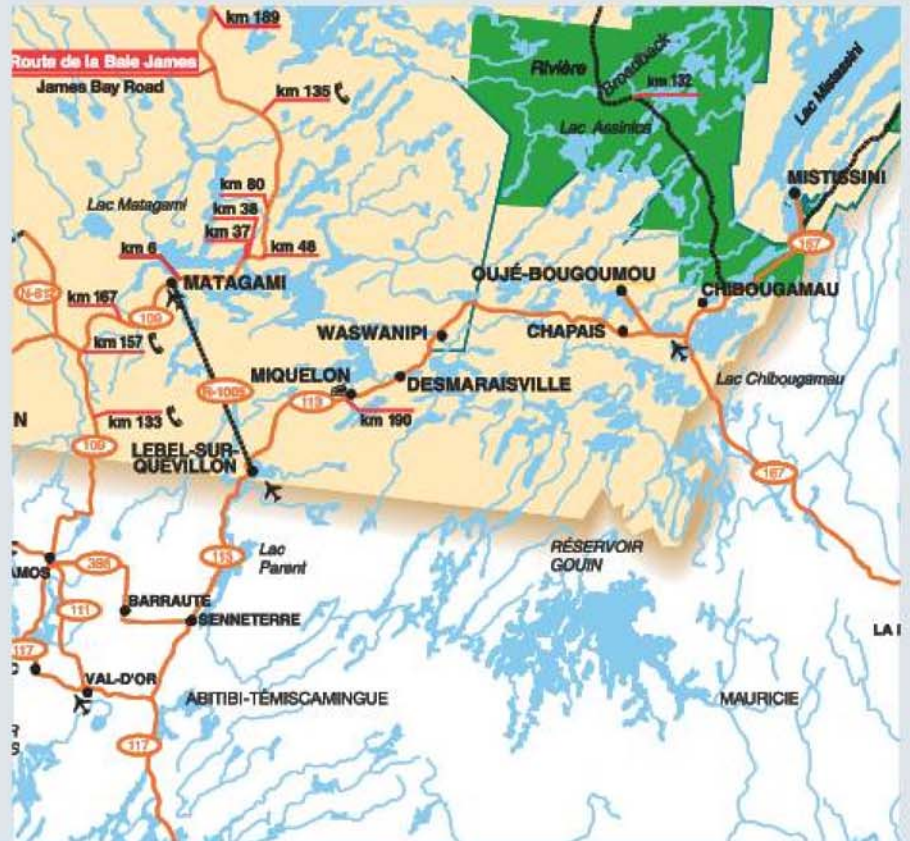 km 189
Route de la Baie James
James Bay Road
km 135
Rivière
Broadback
km 132
Lac Assinica
Lac Mistassini
MISTISSINI
167
km 80
Lac Matagami
km 38
km 37
km 48
km 6
MATAGAMI
OUJÉ-BOUGOUMOU
CHIBOUGAMAU
km 167
109
km 157
WASWANIPI
CHAPAIS
MIQUELON
DESMARAISVILLE
Lac Chibougamau
R-1005
113
km 190
km 133
N
109
LEBEL-SUR-
QUÉVILLON
167
113
Lac
Parent
RÉSERVOIR
GOUIN
AMOS
111
BARRAUTE
SENNETERRE
117
C
VAL-D'OR
ABITIBI-TÉMISCAMINGUE
MAURICIE
LA
R
S
117